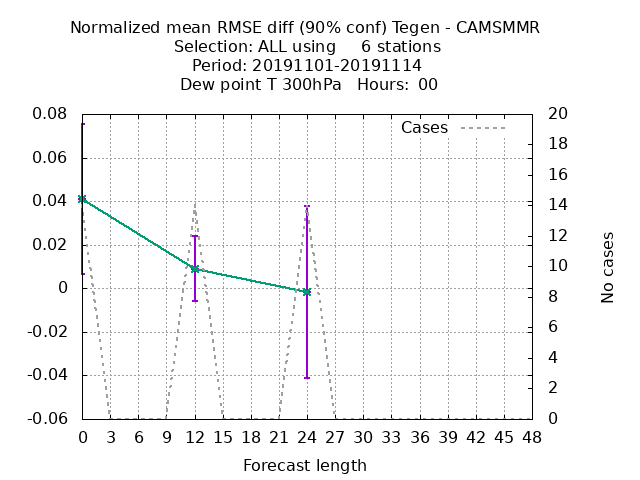 Normalized mean RMSE diff (90% conf) Tegen - CAMSMMR
Selection: ALL using     6 stations
Period: 20191101-20191114
Dew point T 300hPa   Hours:  00
Cases
0.08
0.06
0.04
0.02
0
-0.02
-0.04
-0.06
20
18
16
14
12
10
8
6
4
2
0
No cases
0 3 6 9 12 15 18 21 24 27 30 33 36 39 42 45 48
Forecast length